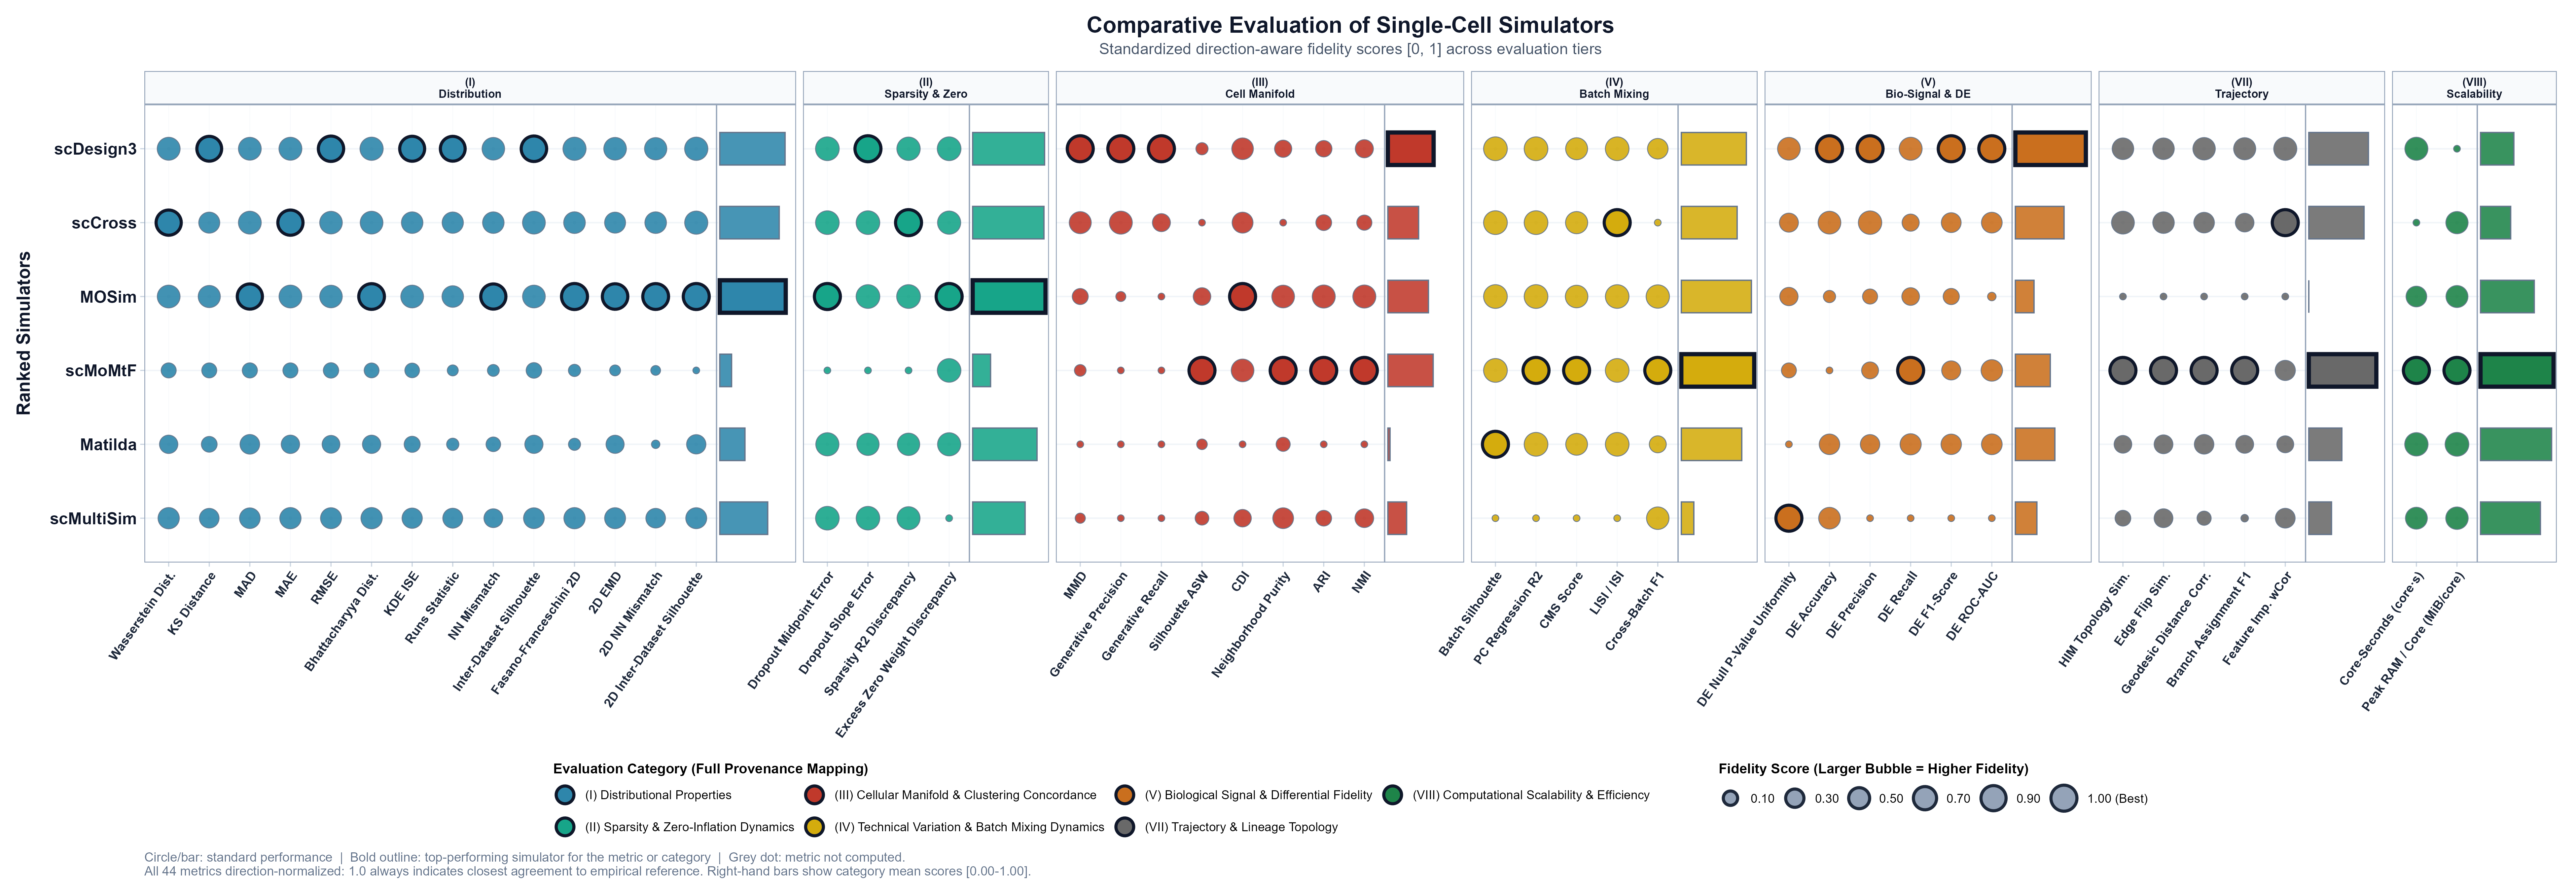 Comparative Evaluation of Single-Cell Simulators
Standardized direction-aware fidelity scores [0, 1] across evaluation tiers
(I)
Distribution
(II)
Sparsity & Zero
(III)
Cell Manifold
(IV)
Batch Mixing
(V)
Bio-Signal & DE
(VII)
Trajectory
(VIII)
Scalability
Ranked Simulators
scDesign3
scCross
MOSim
scMoMtF
Matilda
scMultiSim
Wasserstein Dist.
KS Distance
MAD
MAE
RMSE
Bhattacharyya Dist.
KDE ISE
Runs Statistic
NN Mismatch
Inter-Dataset Silhouette
Fasano-Franceschini 2D
2D EMD
2D NN Mismatch
2D Inter-Dataset Silhouette
Dropout Midpoint Error
Dropout Slope Error
Sparsity R2 Discrepancy
Excess Zero Weight Discrepancy
MMD
Generative Precision
Generative Recall
Silhouette ASW
CDI
Neighborhood Purity
ARI
NMI
Batch Silhouette
PC Regression R2
CMS Score
LISI / ISI
Cross-Batch F1
DE Null P-Value Uniformity
DE Accuracy
DE Precision
DE Recall
DE F1-Score
DE ROC-AUC
HIM Topology Sim.
Edge Flip Sim.
Geodesic Distance Corr.
Branch Assignment F1
Feature Imp. wCor
Core-Seconds (core·s)
Peak RAM / Core (MiB/core)
Evaluation Category (Full Provenance Mapping)
(I) Distributional Properties
(III) Cellular Manifold & Clustering Concordance
(V) Biological Signal & Differential Fidelity
(VIII) Computational Scalability & Efficiency
(II) Sparsity & Zero-Inflation Dynamics
(IV) Technical Variation & Batch Mixing Dynamics
(VII) Trajectory & Lineage Topology
Fidelity Score (Larger Bubble = Higher Fidelity)
0.10
0.30
0.50
0.70
0.90
1.00 (Best)
Circle/bar: standard performance | Bold outline: top-performing simulator for the metric or category | Grey dot: metric not computed.
All 44 metrics direction-normalized: 1.0 always indicates closest agreement to empirical reference. Right-hand bars show category mean scores [0.00-1.00].